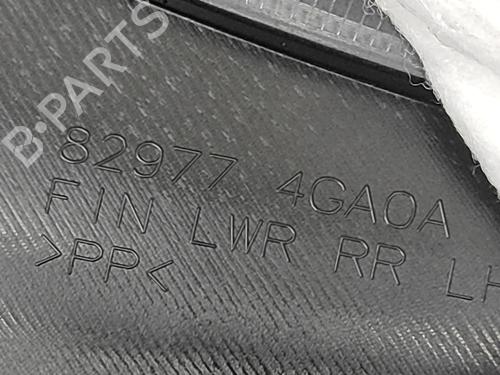 B-PARTS
82977 4GA0A
FIN LWR RR LH
>PP<